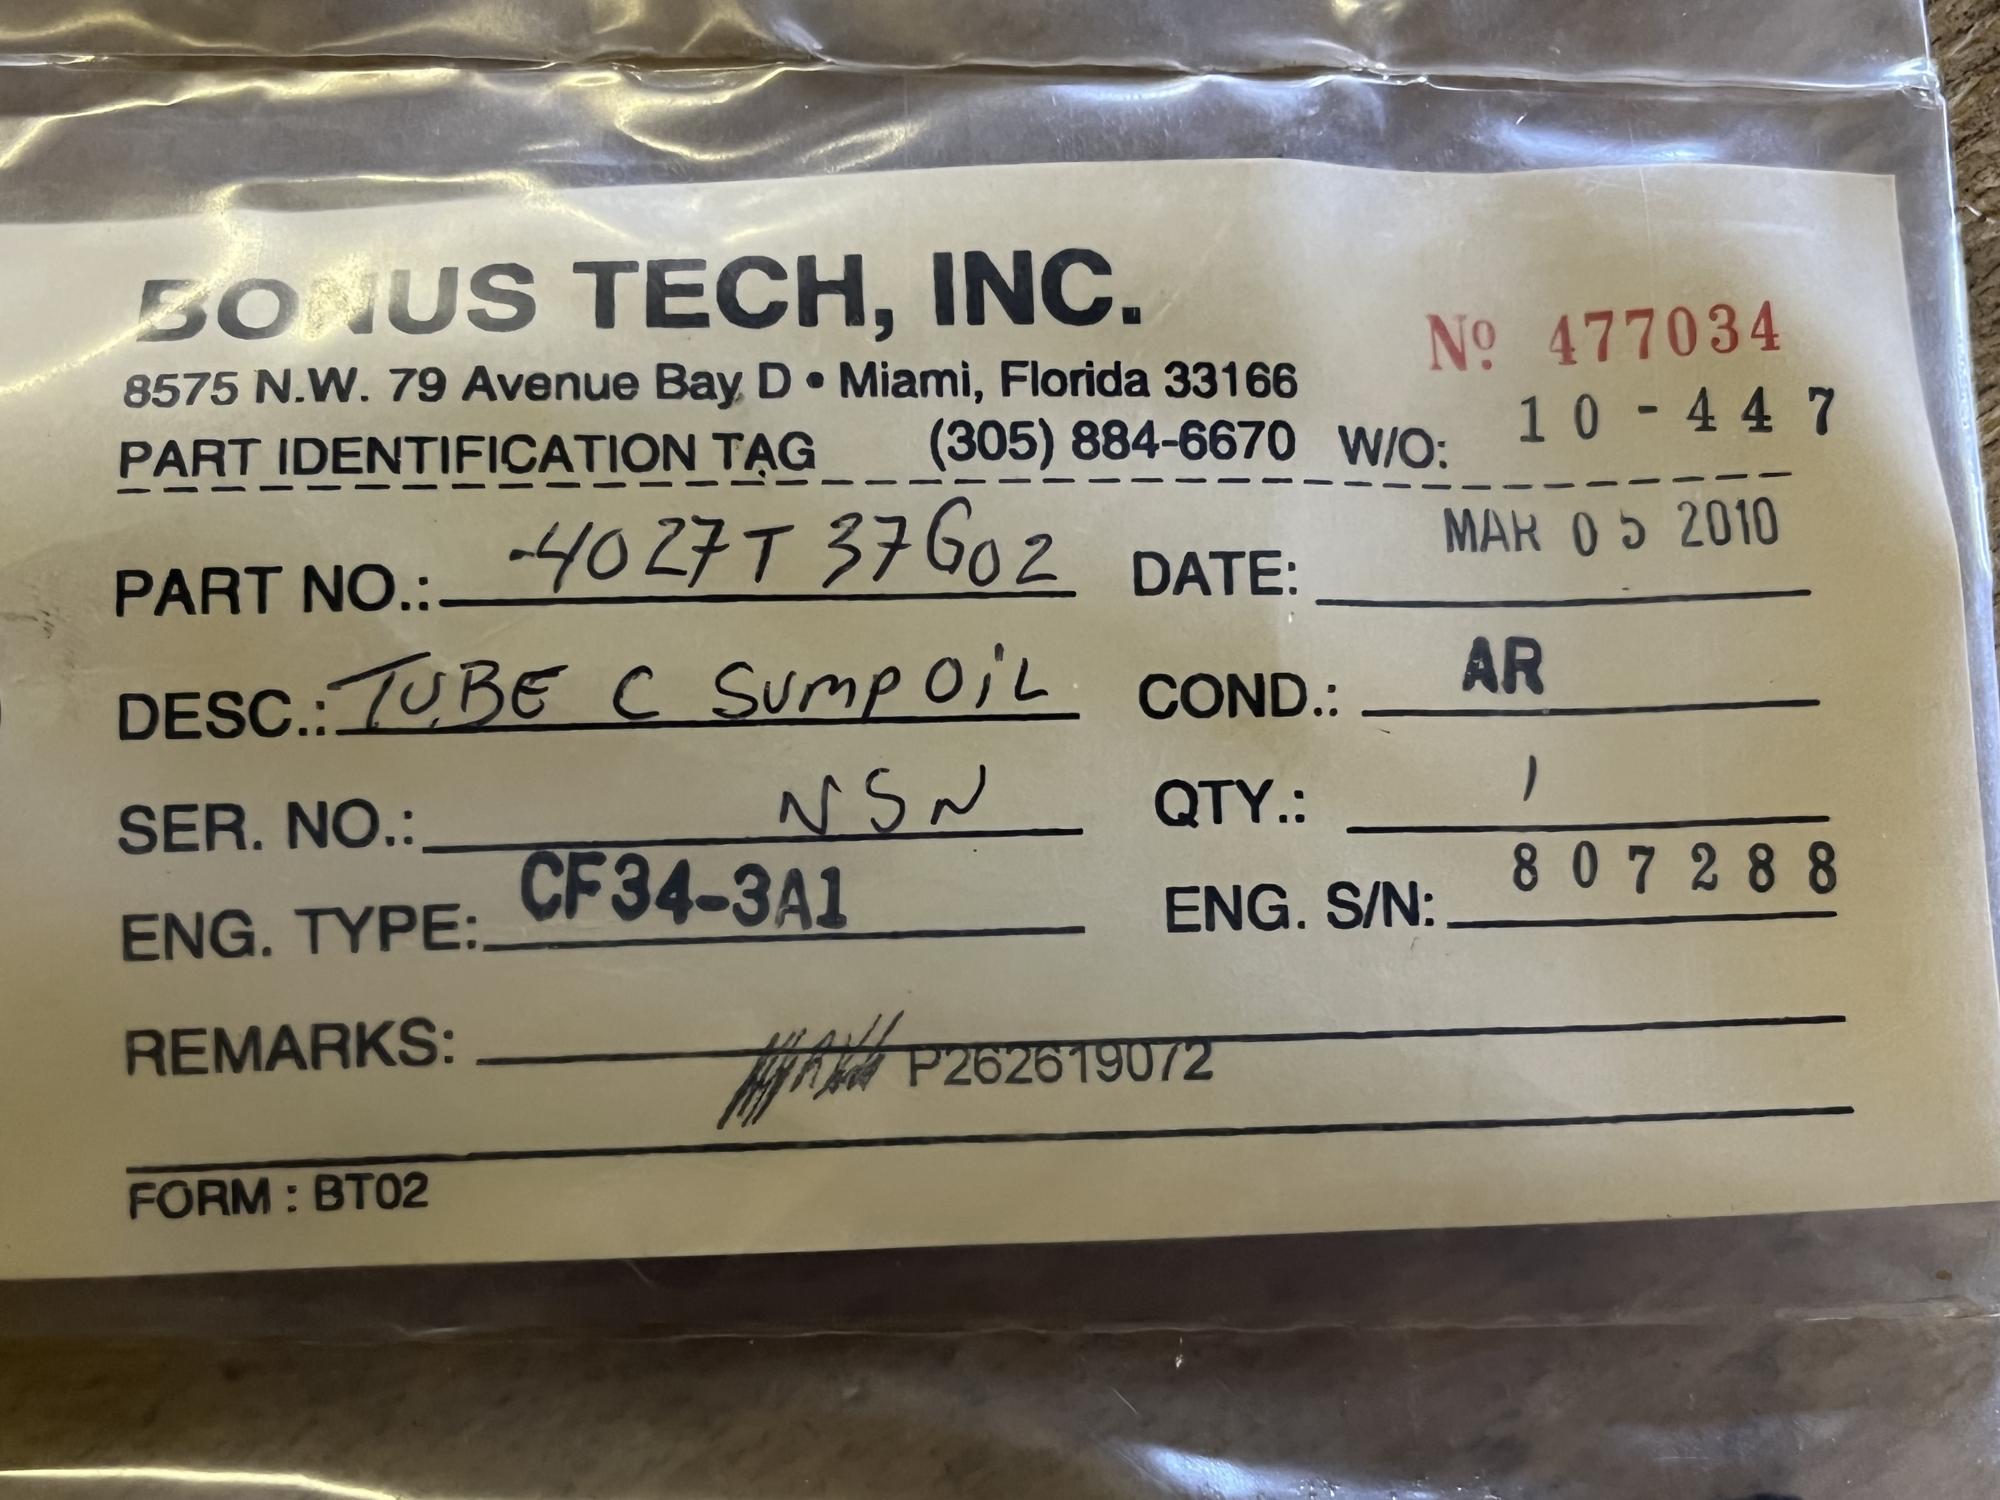 BONUS TECH, INC.
Nº 477034
8575 N.W. 79 Avenue Bay D • Miami, Florida 33166
PART IDENTIFICATION TAG (305) 884-6670 W/O: 10-447
PART NO.: 4027T37G02 DATE: MAR 05 2010
DESC.: TUBE C SUMP OIL COND.: AR
SER. NO.: NSN QTY.: 1
ENG. TYPE: CF34-3A1 ENG. S/N: 807288
REMARKS: P262619072
FORM : BT02